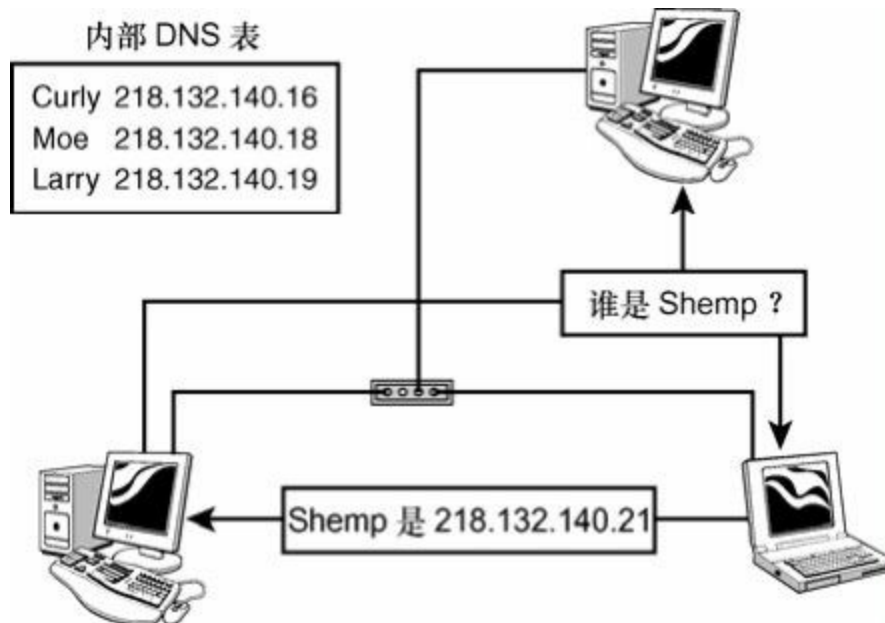 内部 DNS 表
Curly 218.132.140.16
Moe 218.132.140.18
Larry 218.132.140.19
谁是 Shemp？
Shemp 是 218.132.140.21